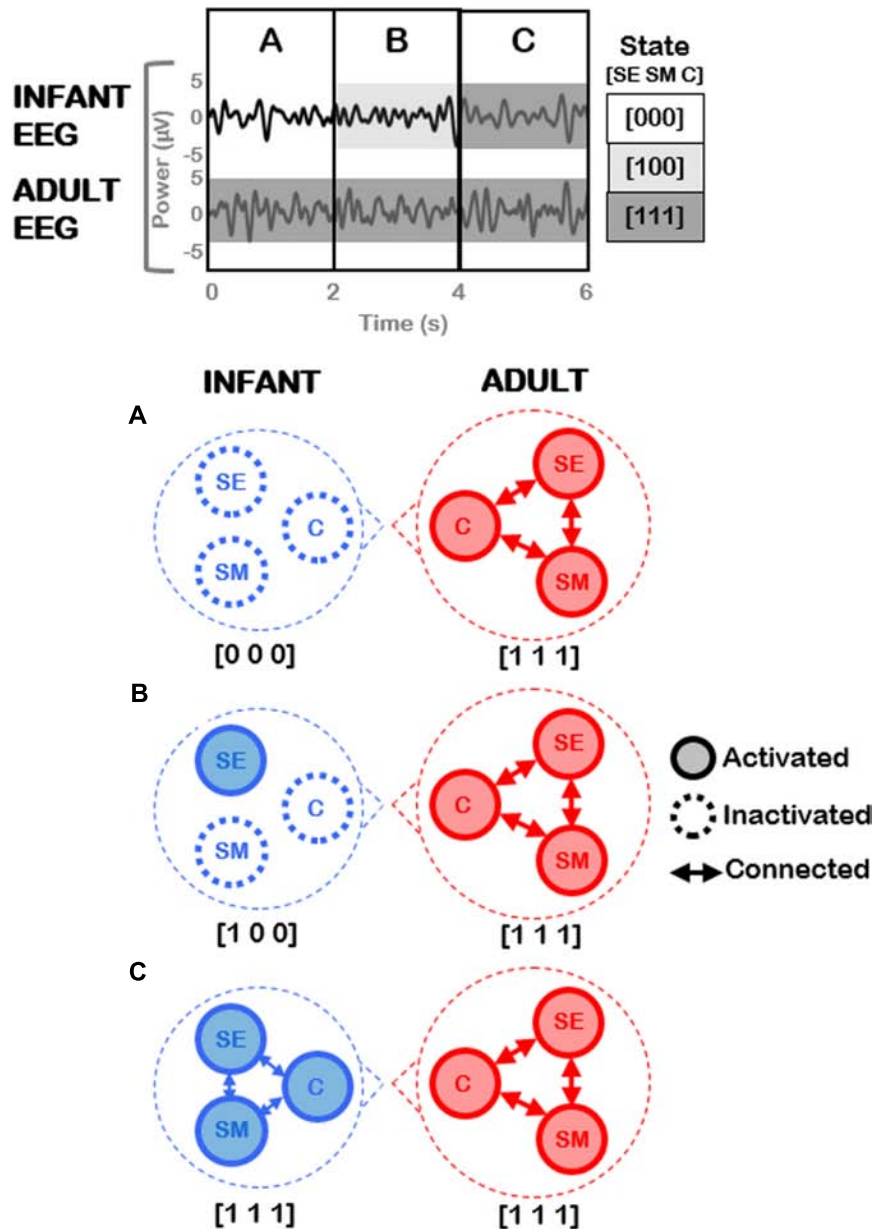 A B C
State
[SE SM C]
INFANT
EEG
ADULT
EEG
Power (µV)
5
0
-5
5
0
-5
[000]
[100]
[111]
0 2 4 6
Time (s)
INFANT ADULT
A
SE
C
SM
[0 0 0]
SE
C
SM
[1 1 1]
B
SE
C
SM
[1 0 0]
SE
C
SM
[1 1 1]
Activated
Inactivated
Connected
C
SE
C
SM
[1 1 1]
SE
C
SM
[1 1 1]